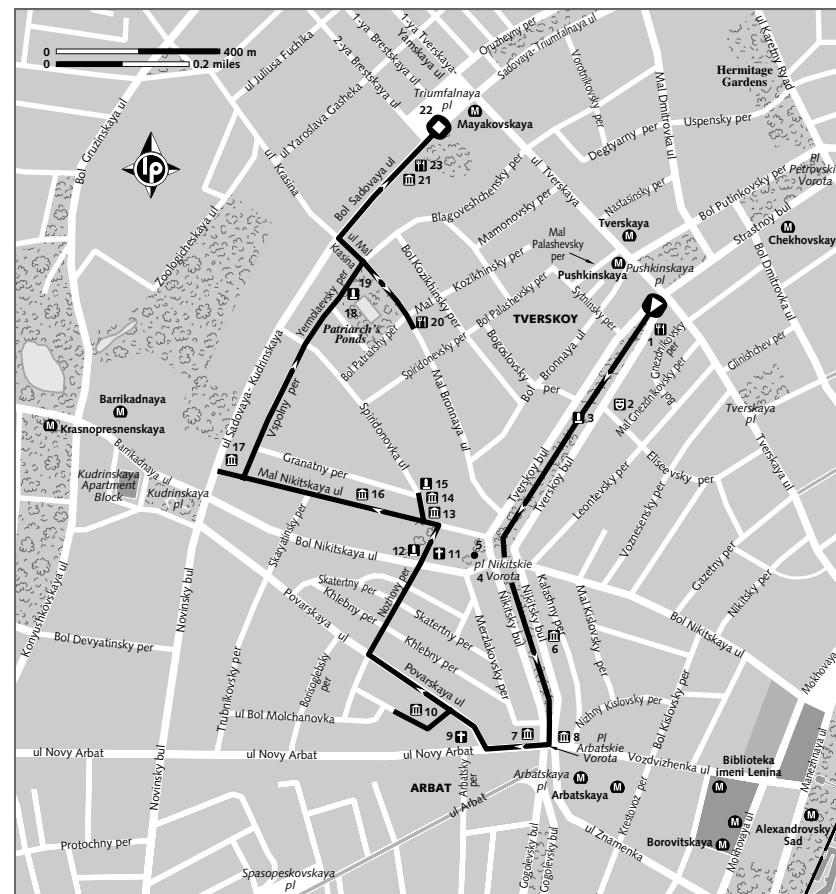 0 400 m
0 0.2 miles
lp
ul Juliusa Fuchika
1-ya Brestskaya ul
2-ya Brestskaya ul
1-ya Tverskaya-
Yamskaya ul
Oruzheyny per
Sadovaya-Triumfalnaya ul
Vorotnikovsky per
Mal Dmitrovka ul
ul Karetny Ryad
Hermitage
Gardens
Bol Gruzinskaya ul
ul Yaroslava Gasheka
Triumfalnaya
pl
22
Mayakovskaya
Uspensky per
Degtyarny per
ul Krasina
23
21
Bol Sadovaya ul
ul Tverskaya
Pl
Petrovskie
Vorota
Blagoveshchensky per
Nastasinsky per
Bol Putinkovsky per
Strastnoy bul
Zoologicheskaya ul
Mamonovsky per
Tverskaya
Chekhovskaya
ul Mal
Krasina
Bol Kozikhinsky per
Mal
Palashevsky
per
Pushkinskaya
Pushkinskaya
pl
Bol Dmitrovka ul
Mal Kozikhinsky per
Yermolaevsky per
19
18
Patriarch's
Ponds
20
Bol Palashevsky per
Sytinsky per
TVERSKOY
1
Gnezdnikovsky per
Bol
Glinishchev per
Bol Patriarshy per
Spiridonevsky per
Bogoslovsky per
Bol Bronnaya ul
ul Sadovaya - Kudrinskaya
Mal Bronnaya ul
2
Mal Gnezdnikovsky per
3
Tverskaya pl
Barrikadnaya
Krasnopresnenskaya
Vspolny per
Spiridonovka ul
Tverskoy bul
Tverskoy bul
Tverskaya ul
Barrikadnaya ul
17
Granatny per
Eliseevsky per
Leontevsky per
Kudrinskaya
Apartment
Block
Kudrinskaya
pl
Mal Nikitskaya ul
16
15
14
13
Voznesensky per
Skaryatinsky per
Bol Nikitskaya ul
12
11
5
pl Nikitskie
Vorota
4
Gazetny per
Skatertny per
Khlebny per
Nozhovy per
Nikitsky bul
Nikitsky bul
Kalashny per
Mal Kislovsky per
Nikitsky per
Bol Nikitskaya ul
Konyushkovskaya ul
Novinsky bul
Povarskaya ul
Skatertny per
Merzlyakovsky per
6
Bol Devyatinsky per
Khlebny per
Mokhovaya
Trubnikovsky per
Borisoglebsky
per
Povarskaya ul
Nizhny Kislovsky per
Bol Kislovsky per
ul Bol Molchanovka
10
9
7
8
Pl
Arbatskie
Vorota
Manezhnaya ul
ul Novy Arbat
ul Novy Arbat
ul Novy Arbat
Vozdvizhenka ul
Biblioteka
imeni Lenina
Arbatskaya
pl
Arbatskaya
ARBAT
Arbatsky
per
ul Arbat
Krestovoz per
Novinsky bul
Protochny per
ul Znamenka
Borovitskaya
Mokhovaya ul
Alexandrovsky
Sad
Spasopeskovskaya
pl
Gogolevsky bul
Gogolevsky bul